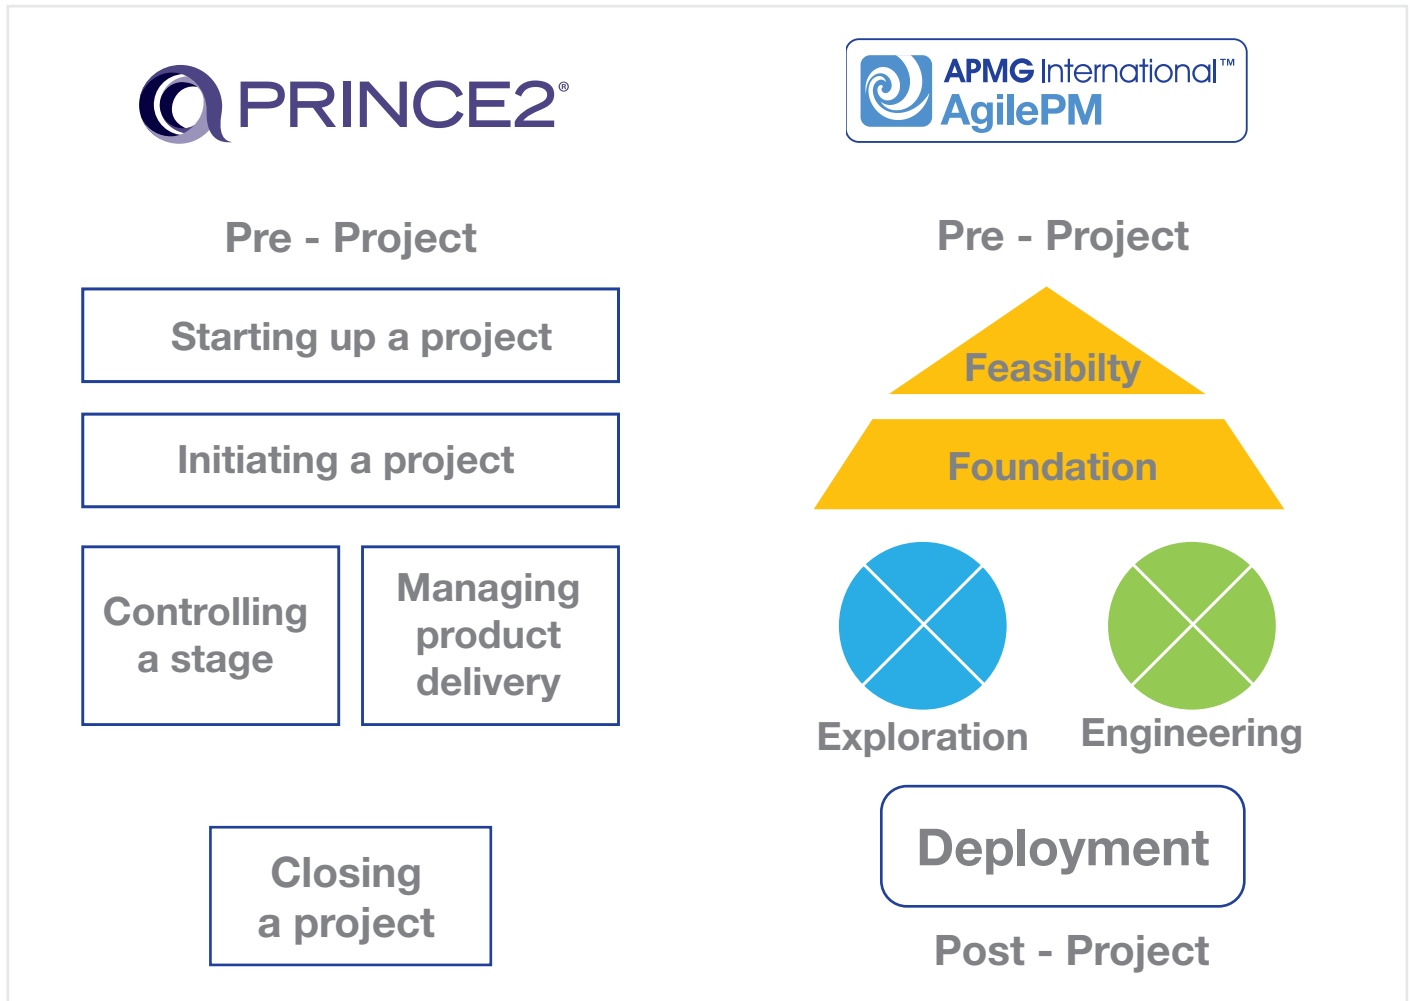 PRINCE2®
Pre - Project
Starting up a project
Initiating a project
Controlling
a stage
Managing
product
delivery
Closing
a project
APMG International™
AgilePM
Pre - Project
Feasibilty
Foundation
Exploration
Engineering
Deployment
Post - Project